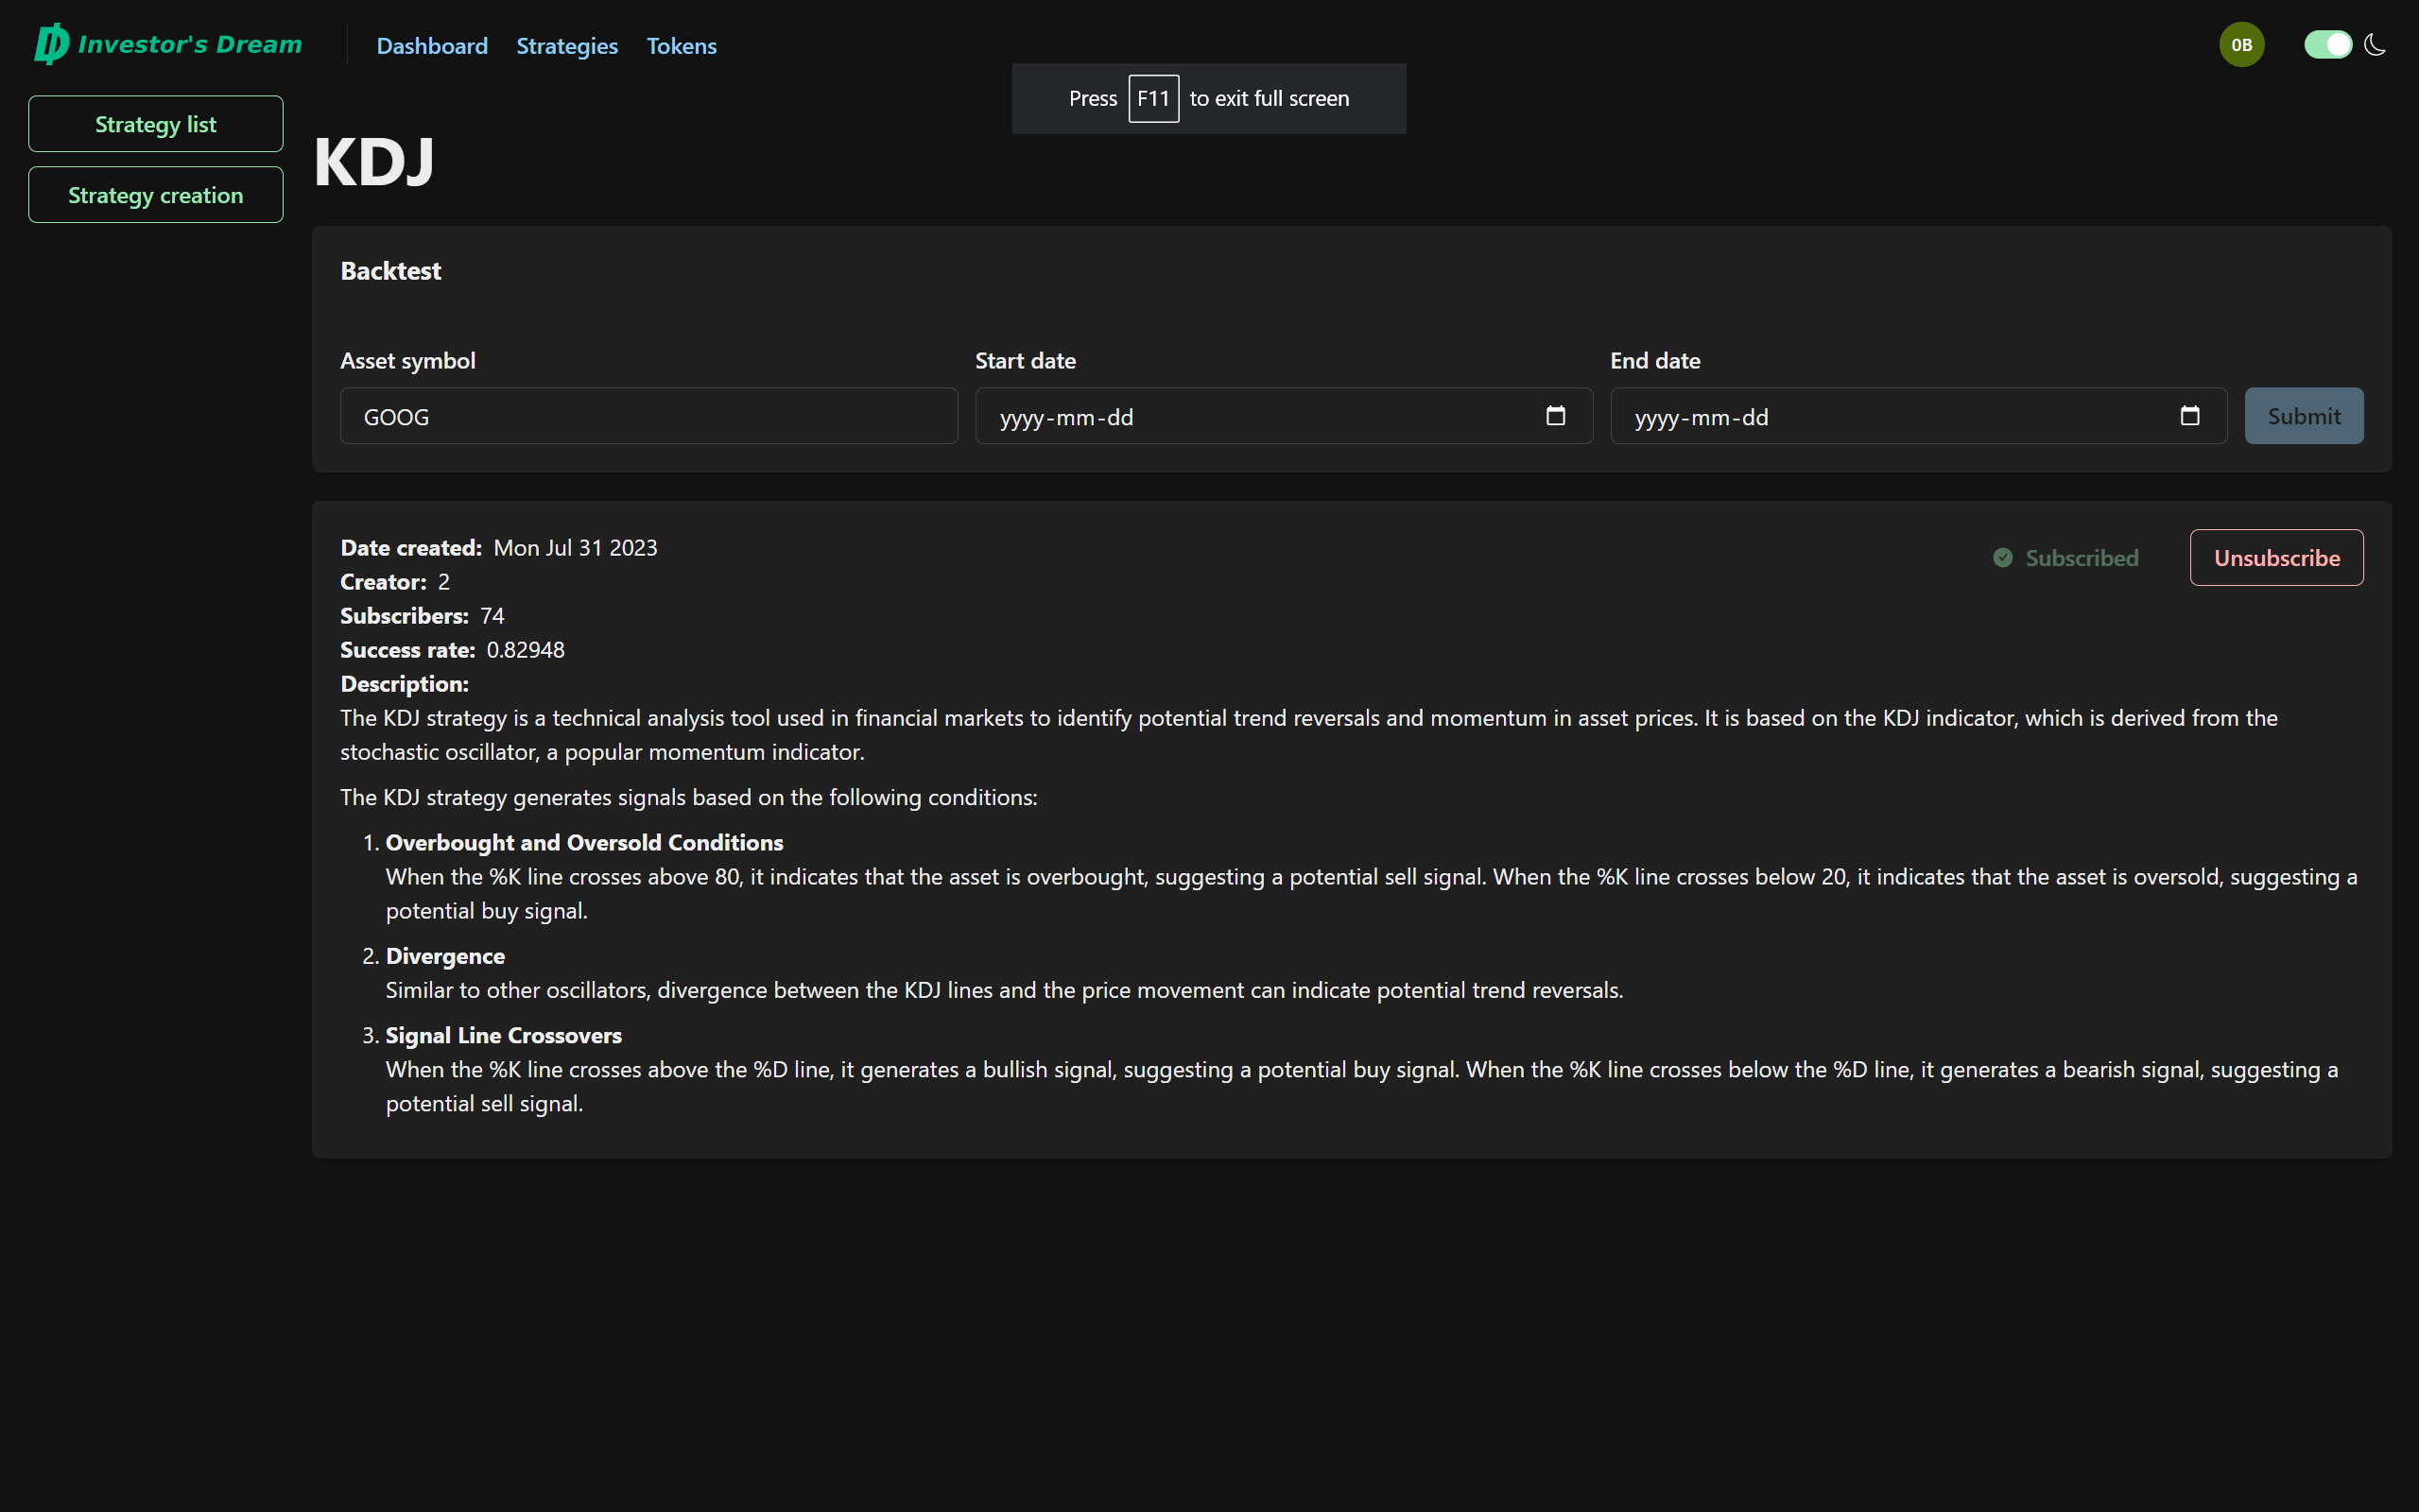 Investor's Dream
Dashboard Strategies Tokens
0B
Press F11 to exit full screen
Strategy list
Strategy creation
KDJ
Backtest
Asset symbol Start date End date
GOOG yyyy-mm-dd yyyy-mm-dd Submit
Date created: Mon Jul 31 2023
Subscribed Unsubscribe
Creator: 2
Subscribers: 74
Success rate: 0.82948
Description:
The KDJ strategy is a technical analysis tool used in financial markets to identify potential trend reversals and momentum in asset prices. It is based on the KDJ indicator, which is derived from the
stochastic oscillator, a popular momentum indicator.
The KDJ strategy generates signals based on the following conditions:
1. Overbought and Oversold Conditions
When the %K line crosses above 80, it indicates that the asset is overbought, suggesting a potential sell signal. When the %K line crosses below 20, it indicates that the asset is oversold, suggesting a
potential buy signal.
2. Divergence
Similar to other oscillators, divergence between the KDJ lines and the price movement can indicate potential trend reversals.
3. Signal Line Crossovers
When the %K line crosses above the %D line, it generates a bullish signal, suggesting a potential buy signal. When the %K line crosses below the %D line, it generates a bearish signal, suggesting a
potential sell signal.